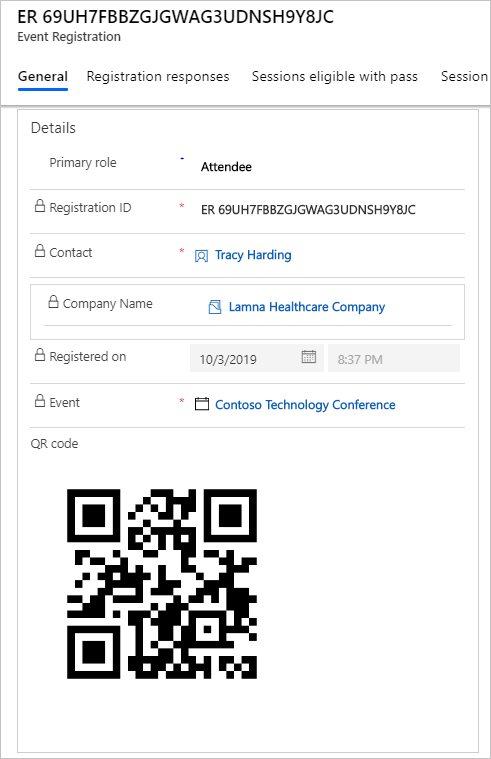 ER 69UH7FBBZGJGWAG3UDNSH9Y8JC
Event Registration
General Registration responses Sessions eligible with pass Session
Details
Primary role - Attendee
Registration ID * ER 69UH7FBBZGJGWAG3UDNSH9Y8JC
Contact * Tracy Harding
Company Name Lamna Healthcare Company
Registered on 10/3/2019 8:37 PM
Event * Contoso Technology Conference
QR code